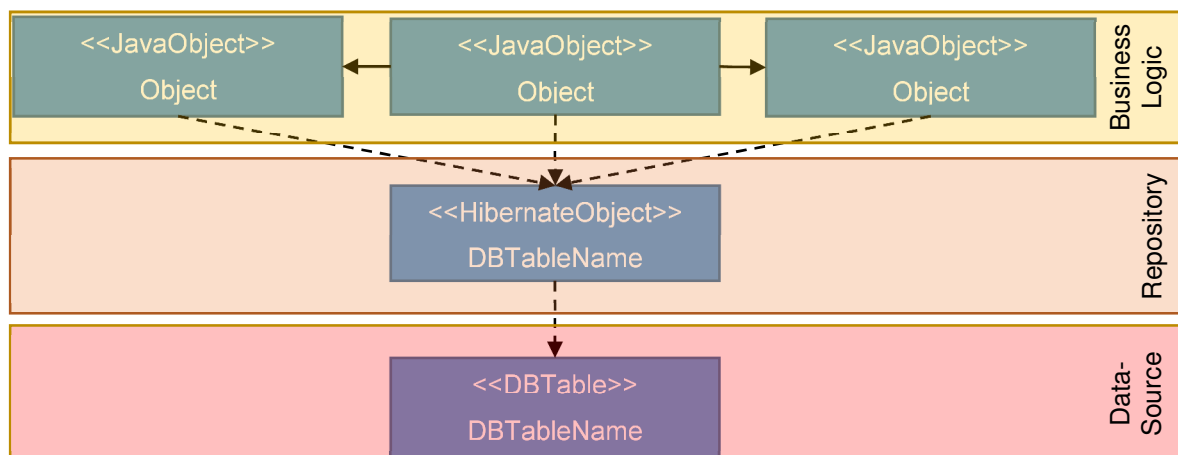 <<JavaObject>>
Object
<<JavaObject>>
Object
<<JavaObject>>
Object
Business
Logic
<<HibernateObject>>
DBTableName
Repository
<<DBTable>>
DBTableName
Data-
Source